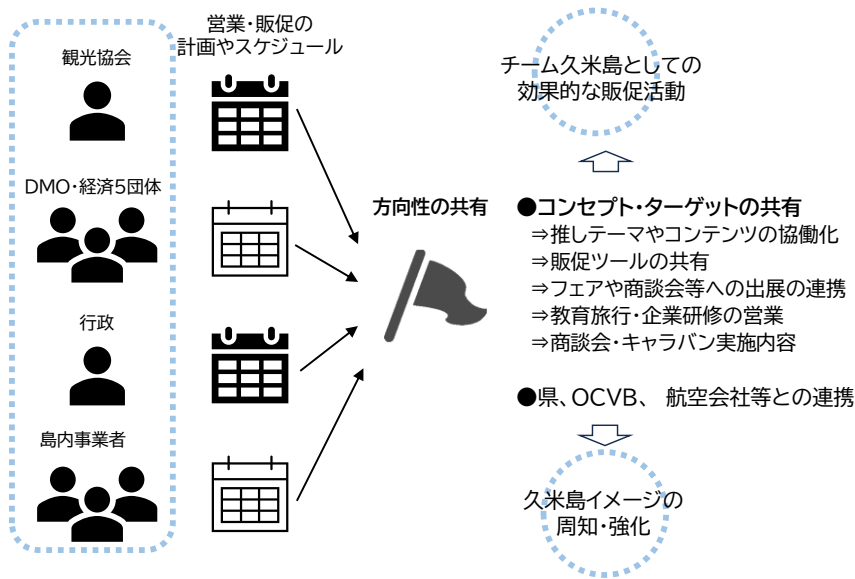 営業・販促の
計画やスケジュール
観光協会
DMO・経済5団体
行政
島内事業者
方向性の共有
チーム久米島としての
効果的な販促活動
●コンセプト・ターゲットの共有
⇒推しテーマやコンテンツの協働化
⇒販促ツールの共有
⇒フェアや商談会等への出展の連携
⇒教育旅行・企業研修の営業
⇒商談会・キャラバン実施内容
●県、OCVB、 航空会社等との連携
久米島イメージの
周知・強化